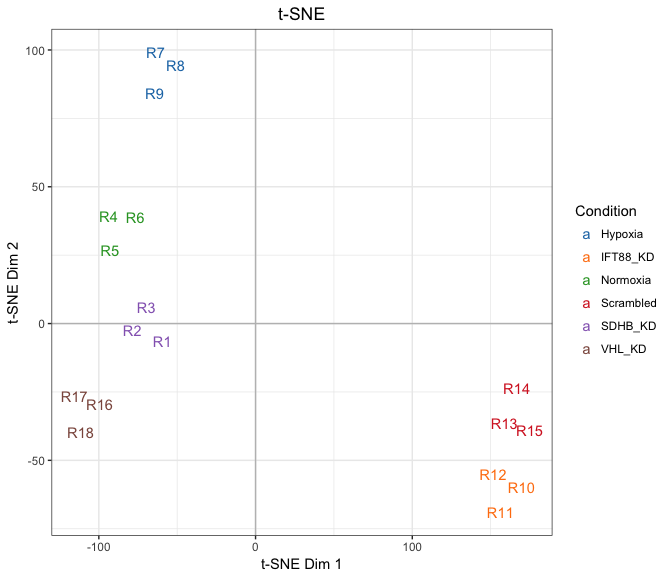 t-SNE
100
50
0
-50
t-SNE Dim 2
R7
R8
R9
R4 R6
R5
R3
R2
R1
R17
R16
R18
R14
R13
R15
R12
R10
R11
-100 0 100
t-SNE Dim 1
Condition
a Hypoxia
a IFT88_KD
a Normoxia
a Scrambled
a SDHB_KD
a VHL_KD